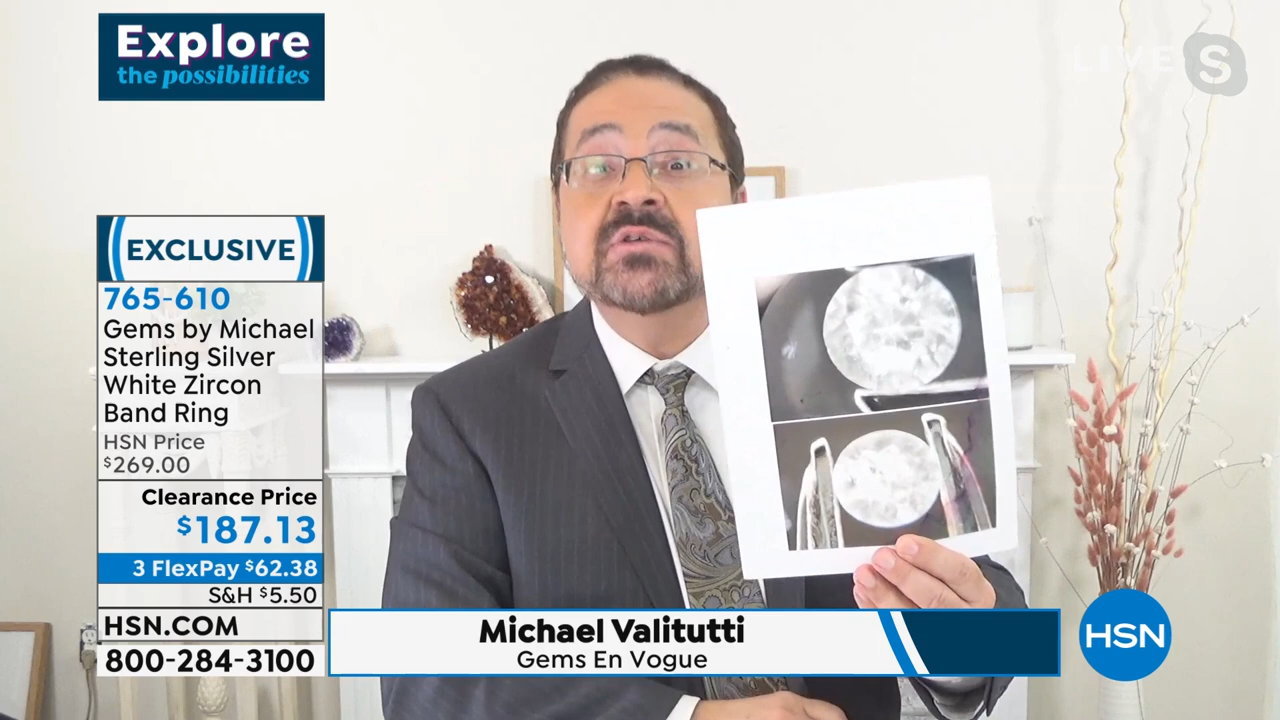 Explore
the possibilities
LIVE S
EXCLUSIVE
765-610
Gems by Michael
Sterling Silver
White Zircon
Band Ring
HSN Price
$269.00
Clearance Price
$187.13
3 FlexPay $62.38
S&H $5.50
HSN.COM
800-284-3100
Michael Valitutti
Gems En Vogue
HSN